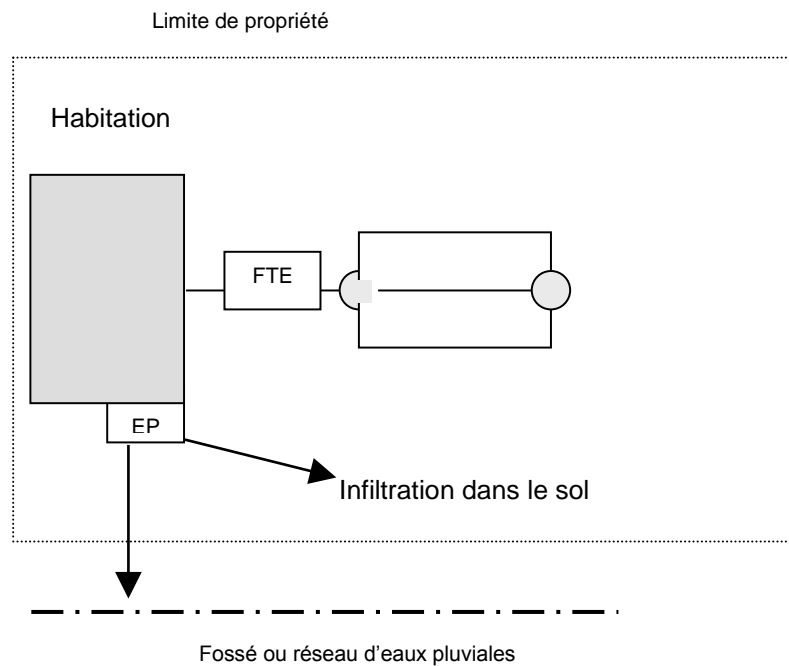 Limite de propriété
Habitation
FTE
EP
Infiltration dans le sol
Fossé ou réseau d'eaux pluviales